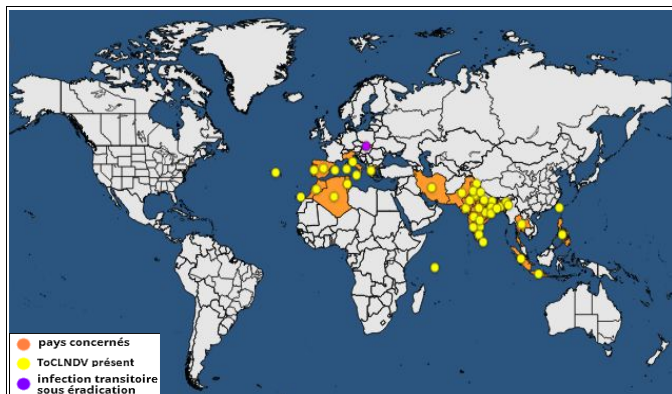 pays concernés
ToCLNDV présent
infection transitoire
sous éradication